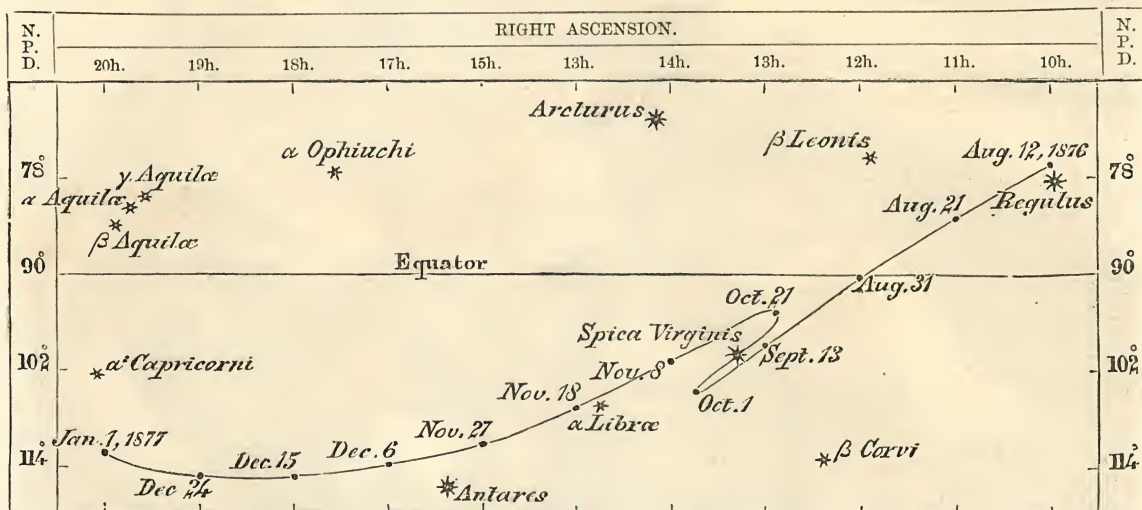 N. P. D.
RIGHT ASCENSION.
N. P. D.
20h. 19h. 18h. 17h. 15h. 13h. 14h. 13h. 12h. 11h. 10h.
Arcturus
α Ophiuchi
β Leonis
Aug. 12, 1876
78°
78°
γ Aquilæ
α Aquilæ
Regulus
Aug. 21
β Aquilæ
90°
Equator
90°
Aug. 31
Oct. 21
Spica Virginis
Sept. 13
102°
102°
α² Capricorni
Nov. 8
Nov. 18
Oct. 1
α Libræ
Nov. 27
Jan. 1, 1877
Dec. 6
114°
Dec. 15
β Corvi
114°
Dec 24
Antares